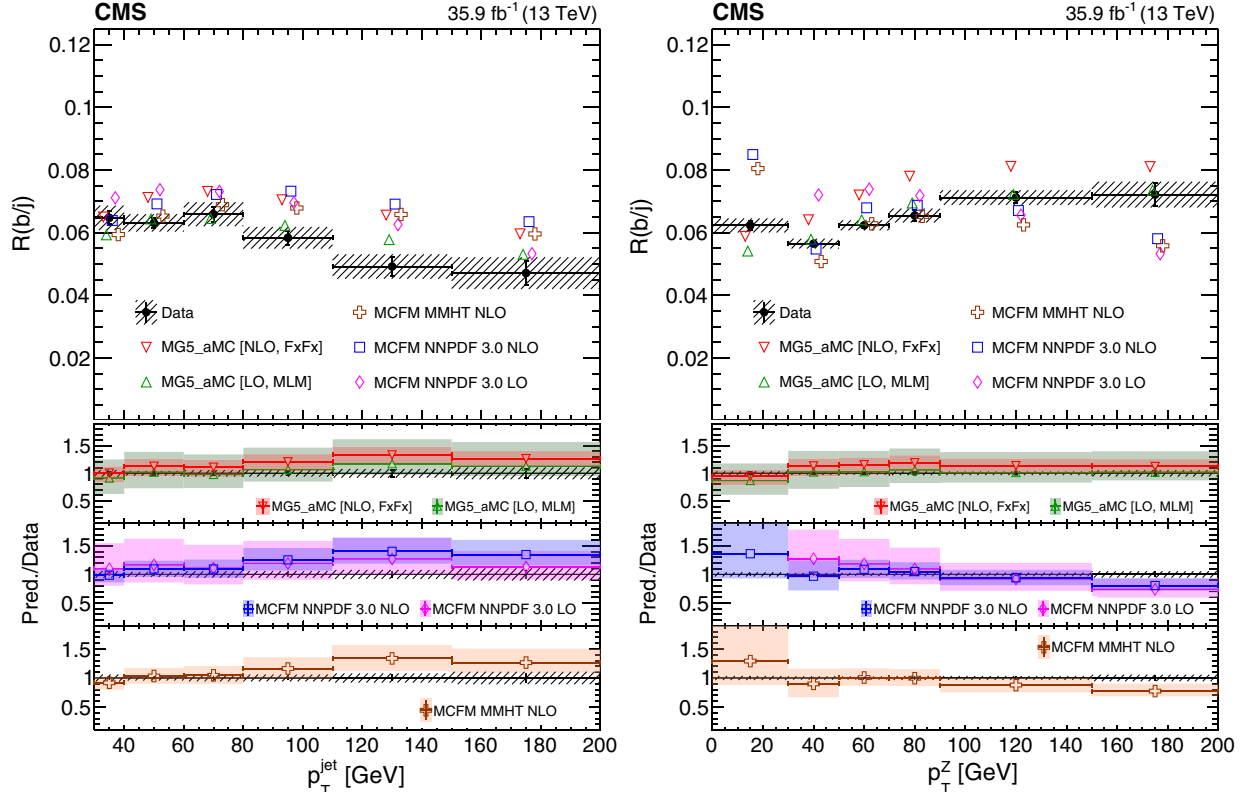 CMS 35.9 fb⁻¹ (13 TeV)
R(b/j)
0.12
0.1
0.08
0.06
0.04
0.02
Data
MG5_aMC [NLO, FxFx]
MG5_aMC [LO, MLM]
MCFM MMHT NLO
MCFM NNPDF 3.0 NLO
MCFM NNPDF 3.0 LO
Pred./Data
1.5
1
0.5
MG5_aMC [NLO, FxFx] MG5_aMC [LO, MLM]
1.5
1
0.5
MCFM NNPDF 3.0 NLO MCFM NNPDF 3.0 LO
1.5
1
0.5
MCFM MMHT NLO
40 60 80 100 120 140 160 180 200
p_T^jet [GeV]
CMS 35.9 fb⁻¹ (13 TeV)
R(b/j)
0.12
0.1
0.08
0.06
0.04
0.02
Data
MG5_aMC [NLO, FxFx]
MG5_aMC [LO, MLM]
MCFM MMHT NLO
MCFM NNPDF 3.0 NLO
MCFM NNPDF 3.0 LO
Pred./Data
1.5
1
0.5
MG5_aMC [NLO, FxFx] MG5_aMC [LO, MLM]
1.5
1
0.5
MCFM NNPDF 3.0 NLO MCFM NNPDF 3.0 LO
1.5
1
0.5
MCFM MMHT NLO
0 20 40 60 80 100 120 140 160 180 200
p_T^Z [GeV]